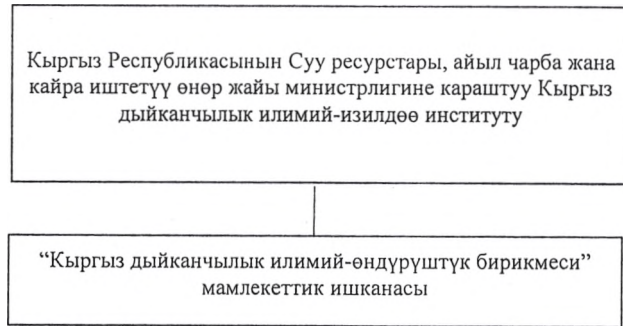 Кыргыз Республикасынын Суу ресурстары, айыл чарба жана
кайра иштетүү өнөр жайы министрлигине караштуу Кыргыз
дыйканчылык илимий-изилдөө институту
“Кыргыз дыйканчылык илимий-өндүрүштүк бирикмеси”
мамлекеттик ишканасы